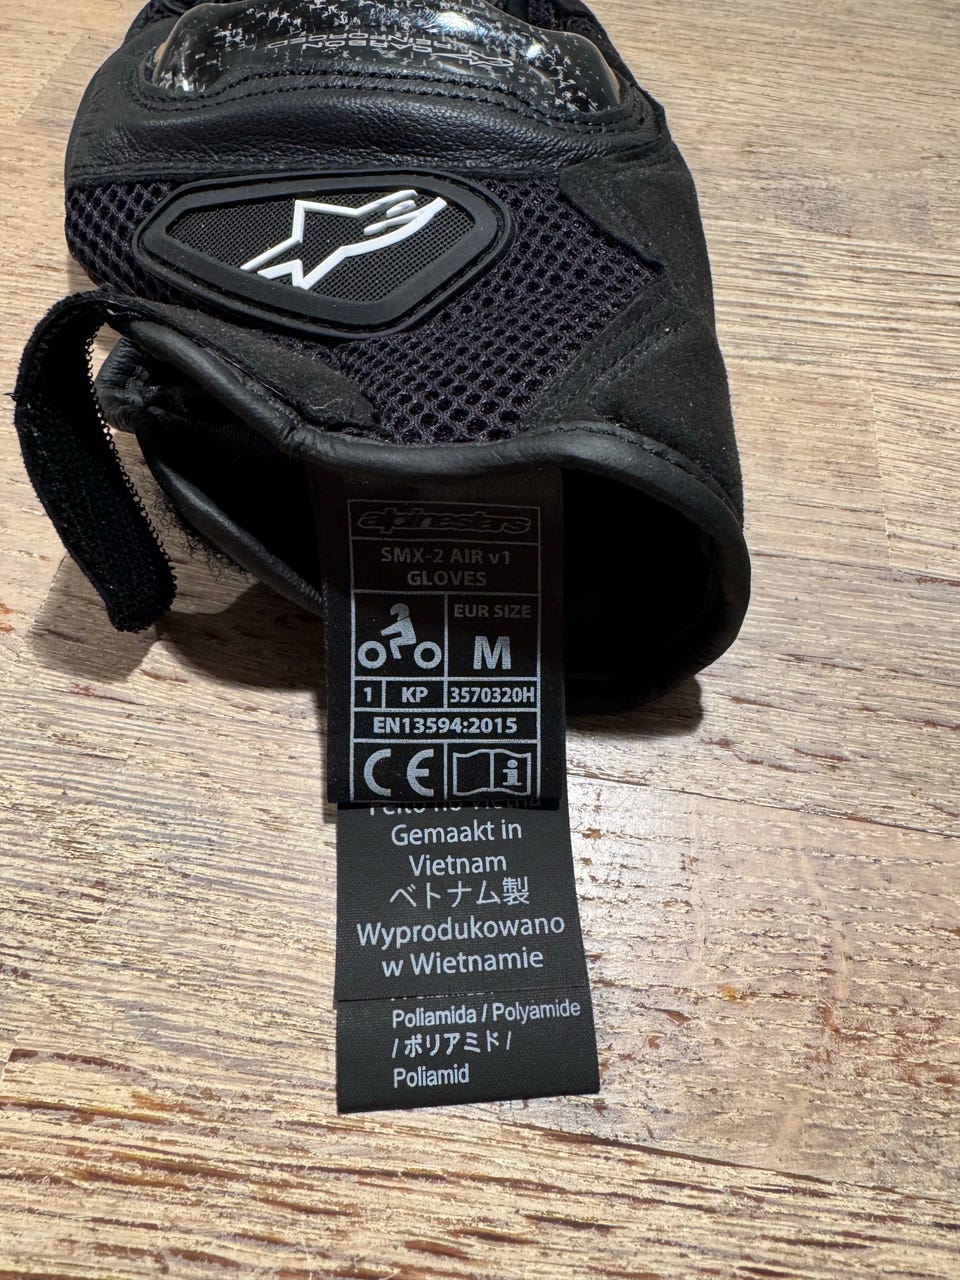 CARBON
alpinestars
SMX-2 AIR v1
GLOVES
EUR SIZE
M
1 KP 3570320H
EN13594:2015
CE
i
Gemaakt in
Vietnam
ベトナム製
Wyprodukowano
w Wietnamie
Poliamida / Polyamide
/ ポリアミド /
Poliamid